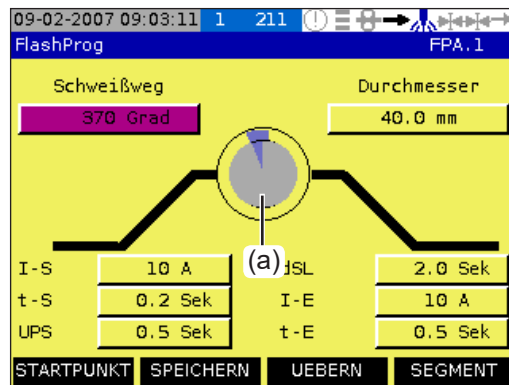 09-02-2007 09:03:11 1 211
FlashProg FPA.1
Schweißweg Durchmesser
370 Grad 40.0 mm
(a)
I-S 10 A dSL 2.0 Sek
t-S 0.2 Sek I-E 10 A
UPS 0.5 Sek t-E 0.5 Sek
STARTPUNKT SPEICHERN UEBERN SEGMENT